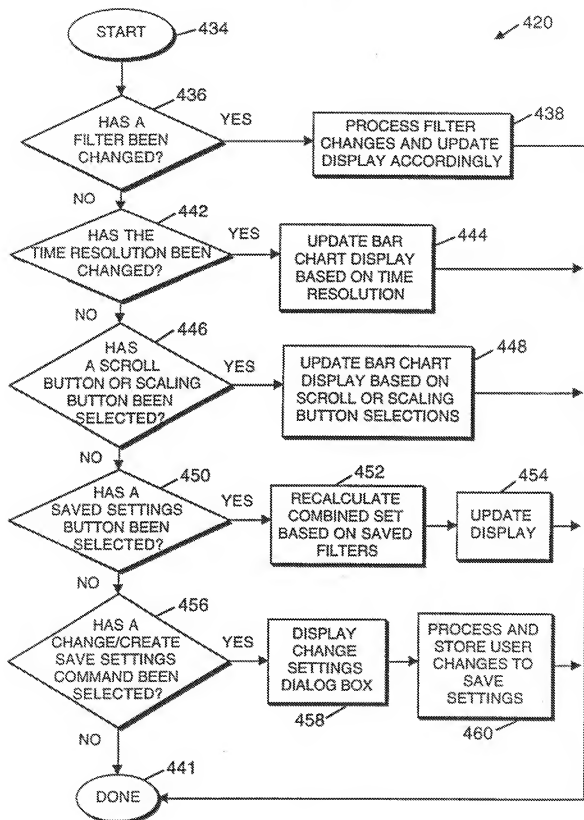 START
434
420
436
HAS A
FILTER BEEN
CHANGED?
YES
438
PROCESS FILTER
CHANGES AND UPDATE
DISPLAY ACCORDINGLY
NO
442
HAS THE
TIME RESOLUTION BEEN
CHANGED?
YES
444
UPDATE BAR
CHART DISPLAY
BASED ON TIME
RESOLUTION
NO
446
HAS
A SCROLL
BUTTON OR SCALING
BUTTON BEEN
SELECTED?
YES
448
UPDATE BAR CHART
DISPLAY BASED ON
SCROLL OR SCALING
BUTTON SELECTIONS
NO
450
HAS A
SAVED SETTINGS
BUTTON BEEN
SELECTED?
YES
452
RECALCULATE
COMBINED SET
BASED ON SAVED
FILTERS
454
UPDATE
DISPLAY
NO
456
HAS A
CHANGE/CREATE
SAVE SETTINGS
COMMAND BEEN
SELECTED?
YES
DISPLAY
CHANGE
SETTINGS
DIALOG BOX
458
PROCESS AND
STORE USER
CHANGES TO
SAVE
SETTINGS
460
NO
441
DONE